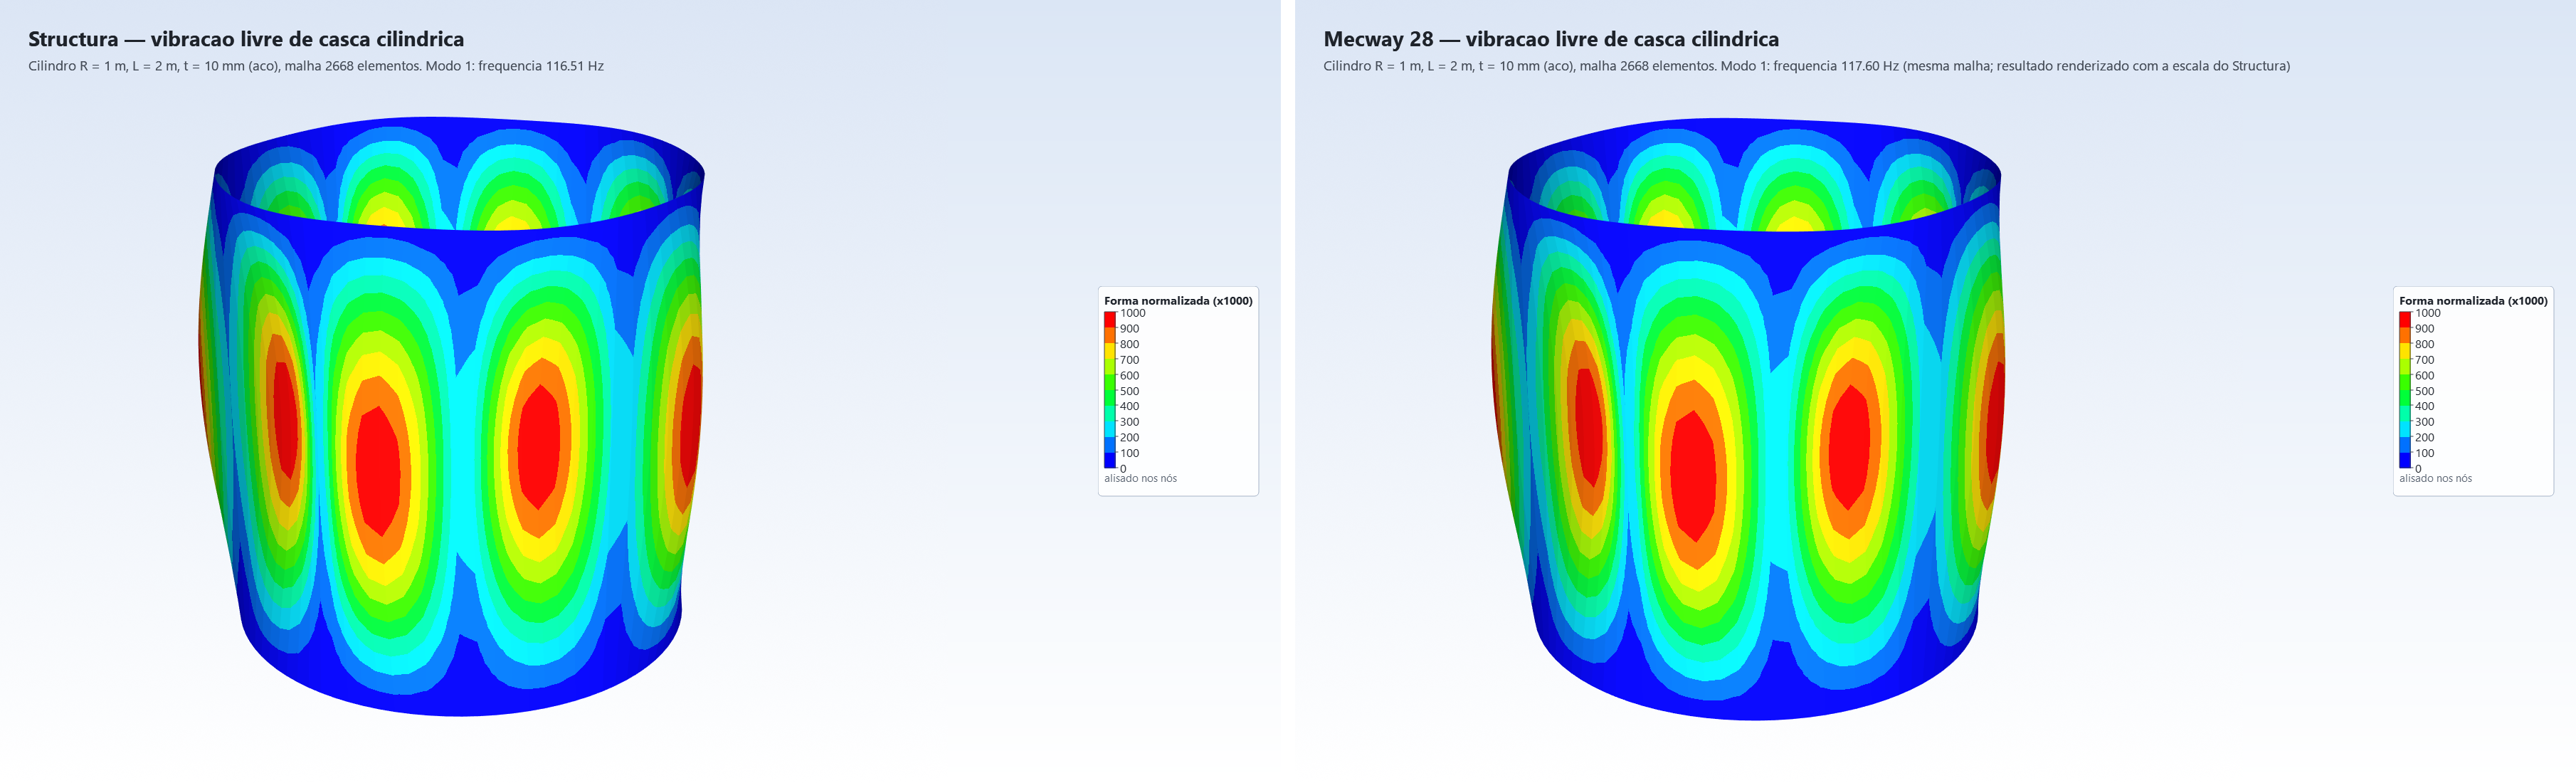 Structura — vibracao livre de casca cilindrica
Cilindro R = 1 m, L = 2 m, t = 10 mm (aco), malha 2668 elementos. Modo 1: frequencia 116.51 Hz
Forma normalizada (x1000)
1000
900
800
700
600
500
400
300
200
100
0
alisado nos nós
Mecway 28 — vibracao livre de casca cilindrica
Cilindro R = 1 m, L = 2 m, t = 10 mm (aco), malha 2668 elementos. Modo 1: frequencia 117.60 Hz (mesma malha; resultado renderizado com a escala do Structura)
Forma normalizada (x1000)
1000
900
800
700
600
500
400
300
200
100
0
alisado nos nós